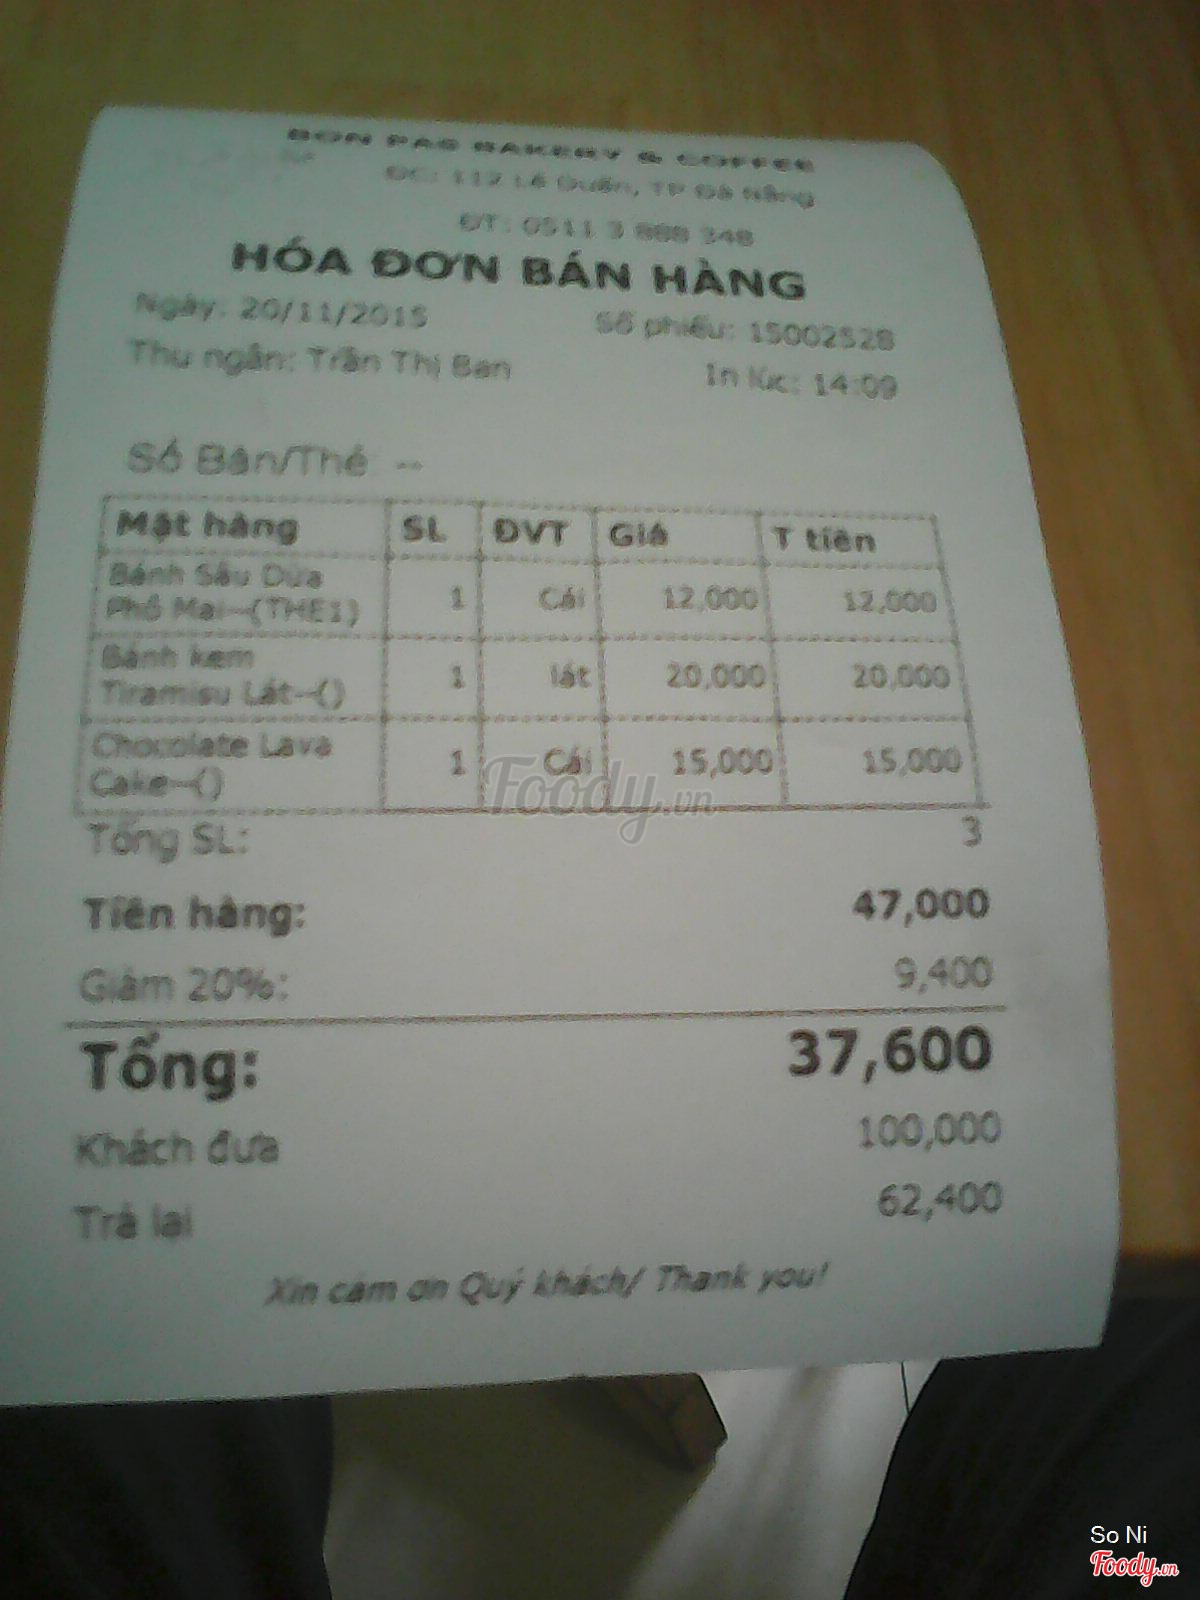 BON PAS BAKERY & COFFEE
ĐC: 112 Lê Duẩn, TP Đà Nẵng
ĐT: 0511 3 888 348
HÓA ĐƠN BÁN HÀNG
Ngày: 20/11/2015 Số phiếu: 15002528
Thu ngân: Trần Thị Ban In lúc: 14:09
Số Bàn/Thẻ --
Mặt hàng SL ĐVT Giá T tiền
Bánh Sầu Dừa
Phô Mai--(THE1) 1 Cái 12,000 12,000
Bánh kem
Tiramisu Lát--() 1 lát 20,000 20,000
Chocolate Lava
Cake--() 1 Cái 15,000 15,000
Foody.vn
Tổng SL: 3
Tiền hàng: 47,000
Giảm 20%: 9,400
Tổng: 37,600
Khách đưa 100,000
Trả lại 62,400
Xin cám ơn Quý khách/ Thank you!
So Ni
Foody.vn